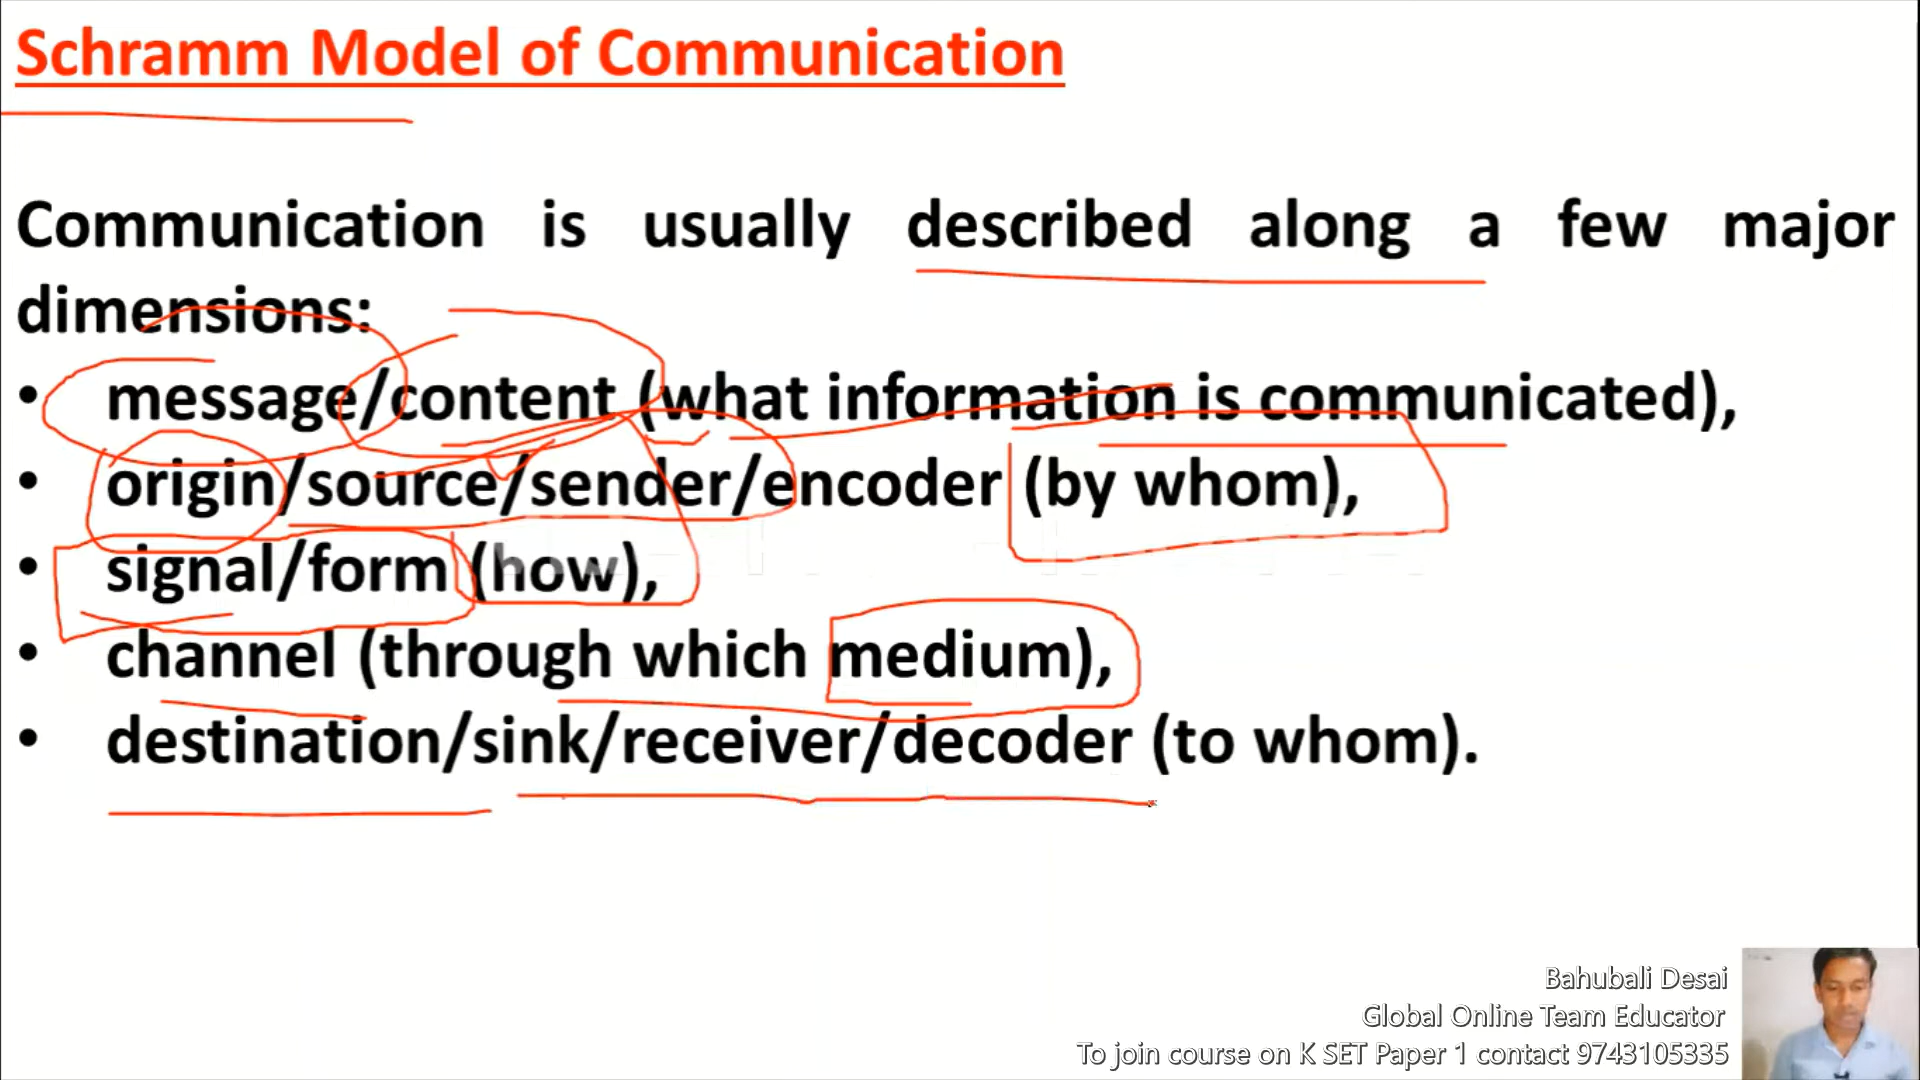 Schramm Model of Communication
Communication is usually described along a few major
dimensions:
• message/content (what information is communicated),
• origin/source/sender/encoder (by whom),
• signal/form (how),
• channel (through which medium),
• destination/sink/receiver/decoder (to whom).
Bahubali Desai
Global Online Team Educator
To join course on K SET Paper 1 contact 9743105335